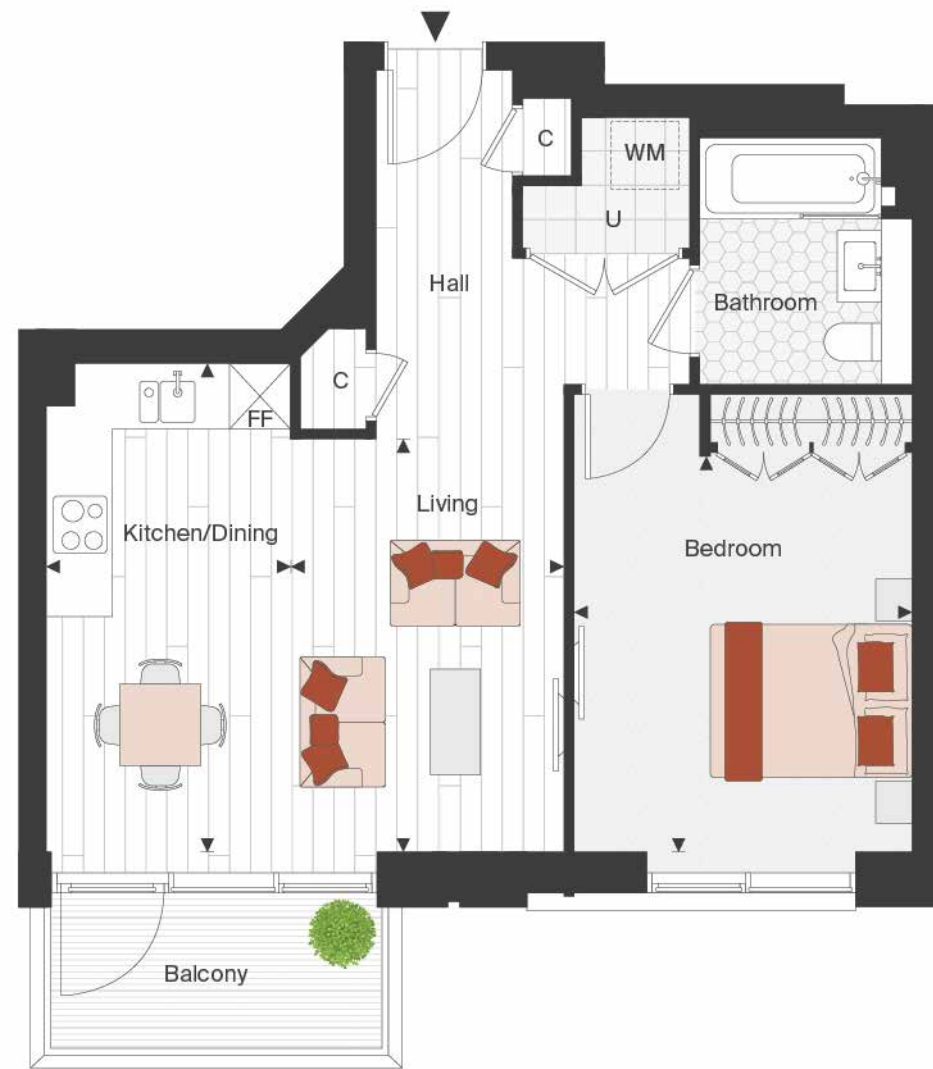 C
WM
U
Hall
Bathroom
C
FF
Living
Kitchen/Dining
Bedroom
Balcony